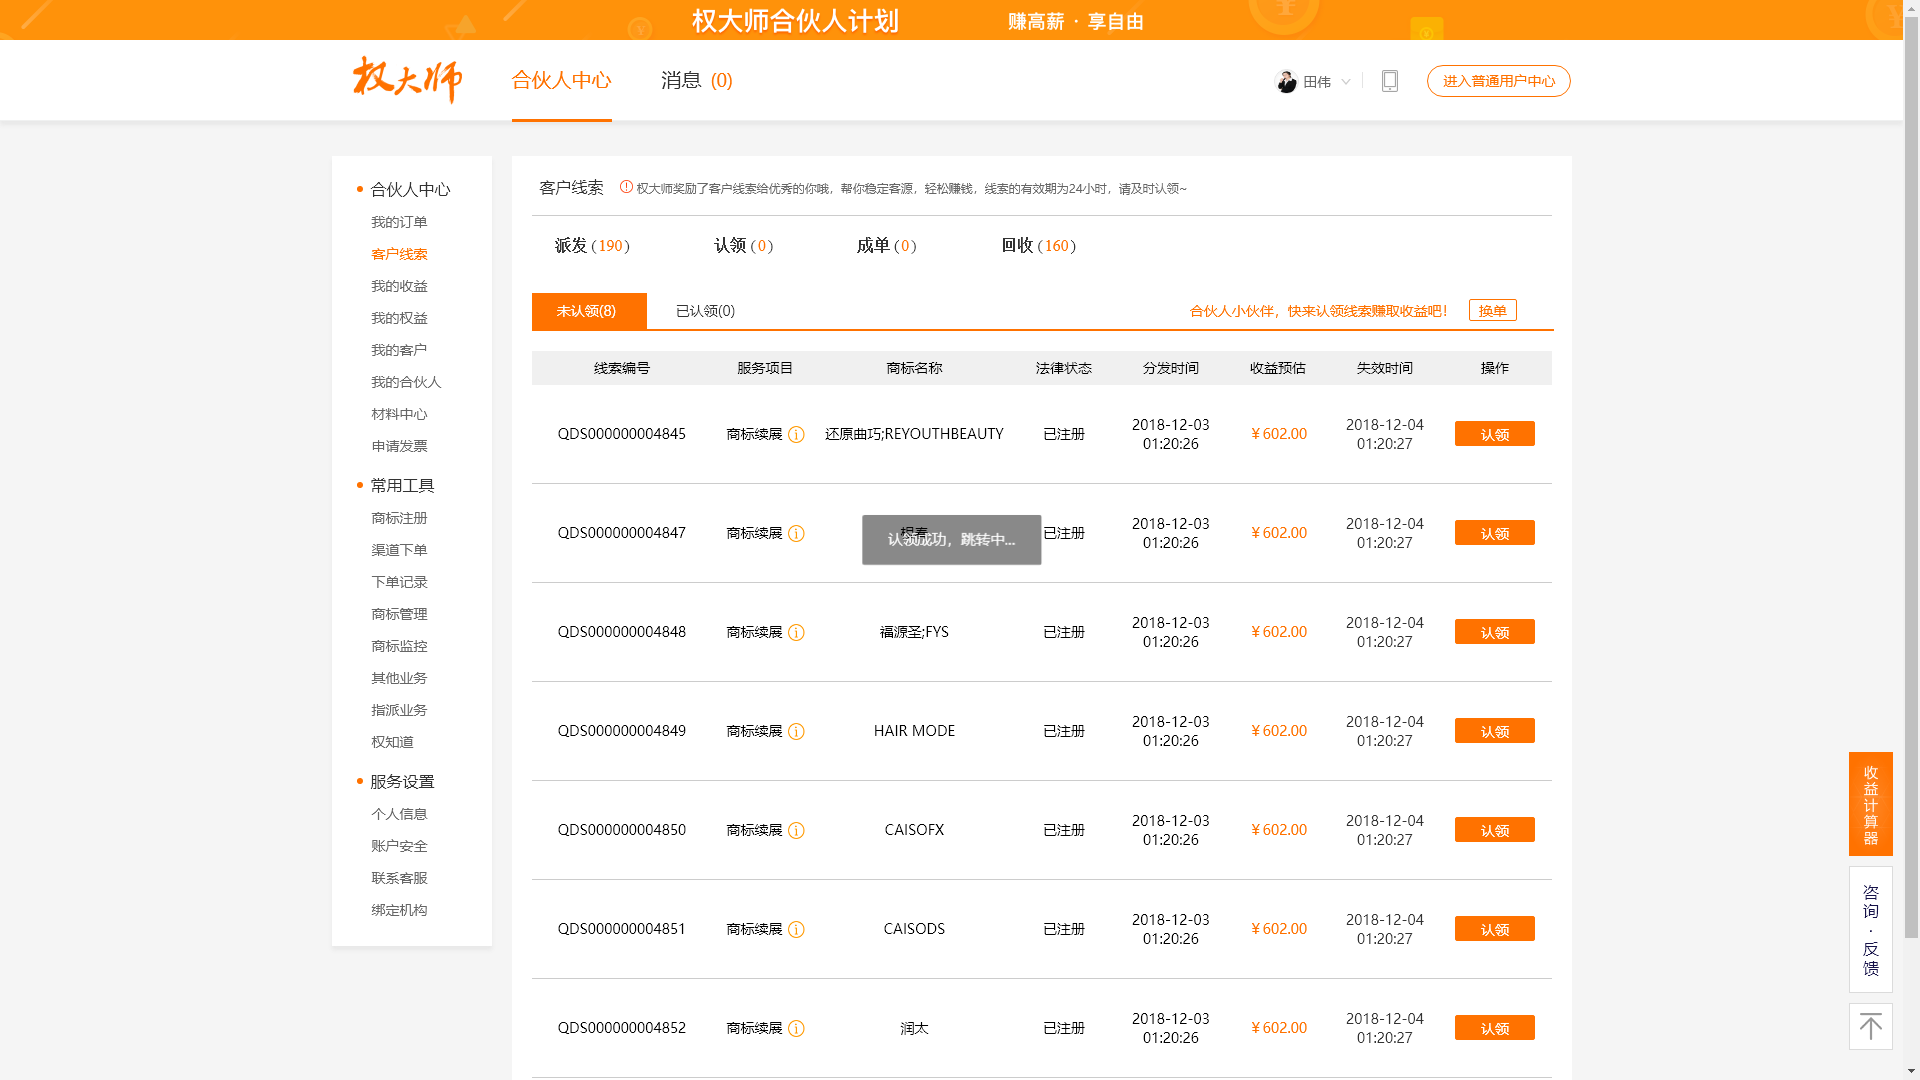 权大师合伙人计划 赚高薪 · 享自由
权大师 合伙人中心 消息 (0) 田伟 进入普通用户中心
合伙人中心
我的订单
客户线索
我的收益
我的权益
我的客户
我的合伙人
材料中心
申请发票
常用工具
商标注册
渠道下单
下单记录
商标管理
商标监控
其他业务
指派业务
权知道
服务设置
个人信息
账户安全
联系客服
绑定机构
客户线索 权大师奖励了客户线索给优秀的你哦，帮你稳定客源，轻松赚钱，线索的有效期为24小时，请及时认领~
派发 (190) 认领 (0) 成单 (0) 回收 (160)
未认领(8) 已认领(0) 合伙人小伙伴，快来认领线索赚取收益吧！ 换单
线索编号 服务项目 商标名称 法律状态 分发时间 收益预估 失效时间 操作
QDS000000004845 商标续展 还原曲巧;REYOUTHBEAUTY 已注册 2018-12-03 01:20:26 ￥602.00 2018-12-04 01:20:27 认领
QDS000000004847 商标续展 已注册 2018-12-03 01:20:26 ￥602.00 2018-12-04 01:20:27 认领
认领成功，跳转中...
QDS000000004848 商标续展 福源圣;FYS 已注册 2018-12-03 01:20:26 ￥602.00 2018-12-04 01:20:27 认领
QDS000000004849 商标续展 HAIR MODE 已注册 2018-12-03 01:20:26 ￥602.00 2018-12-04 01:20:27 认领
QDS000000004850 商标续展 CAISOFX 已注册 2018-12-03 01:20:26 ￥602.00 2018-12-04 01:20:27 认领
QDS000000004851 商标续展 CAISODS 已注册 2018-12-03 01:20:26 ￥602.00 2018-12-04 01:20:27 认领
QDS000000004852 商标续展 润太 已注册 2018-12-03 01:20:26 ￥602.00 2018-12-04 01:20:27 认领
收益计算器
咨询·反馈